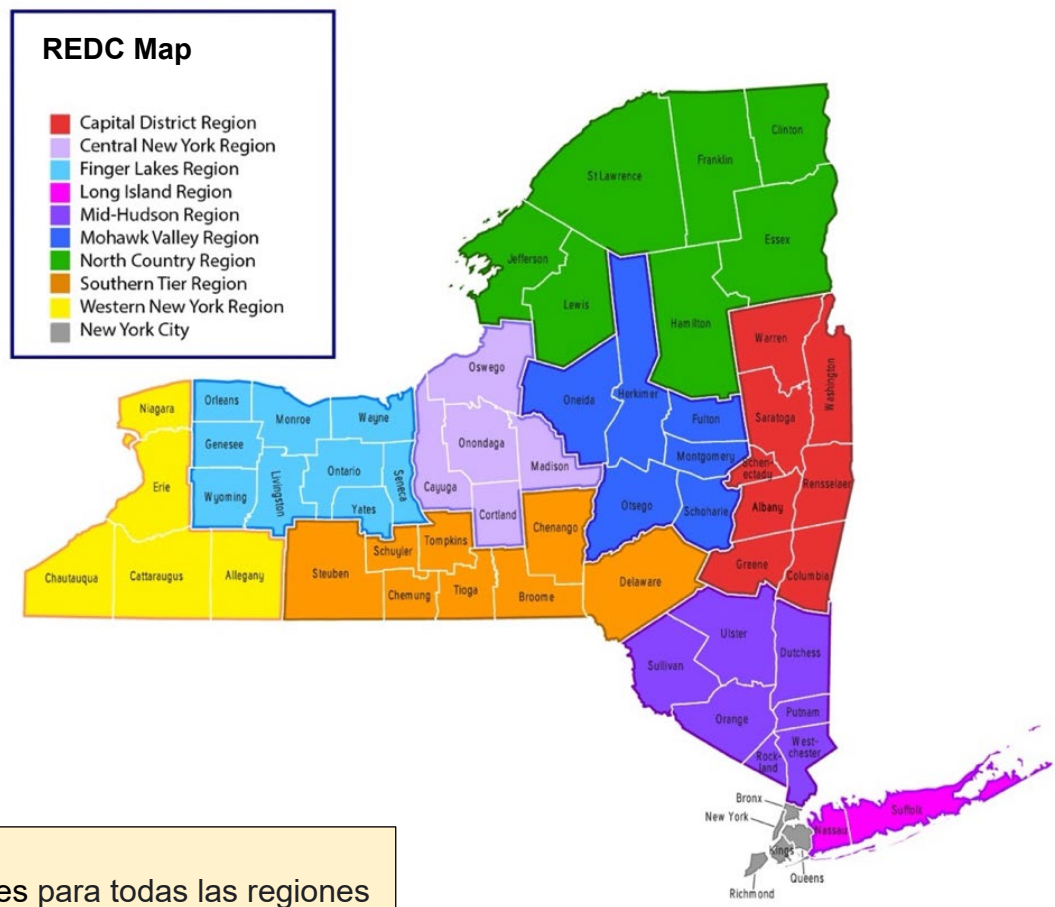 REDC Map
Capital District Region
Central New York Region
Finger Lakes Region
Long Island Region
Mid-Hudson Region
Mohawk Valley Region
North Country Region
Southern Tier Region
Western New York Region
New York City
Clinton
Franklin
St Lawrence
Essex
Jefferson
Lewis
Hamilton
Herkimer
Warren
Washington
Oswego
Oneida
Fulton
Saratoga
Niagara
Orleans
Monroe
Wayne
Genesee
Onondaga
Madison
Montgomery
Schen-
ectady
Rensselaer
Erie
Wyoming
Livingston
Ontario
Yates
Seneca
Cayuga
Cortland
Chenango
Otsego
Schoharie
Albany
Chautauqua
Cattaraugus
Allegany
Steuben
Schuyler
Tompkins
Chemung
Tioga
Broome
Delaware
Greene
Columbia
Ulster
Dutchess
Sullivan
Orange
Putnam
Rock-
land
West-
chester
Bronx
New York
Kings
Queens
Richmond
Nassau
Suffolk
es para todas las regiones